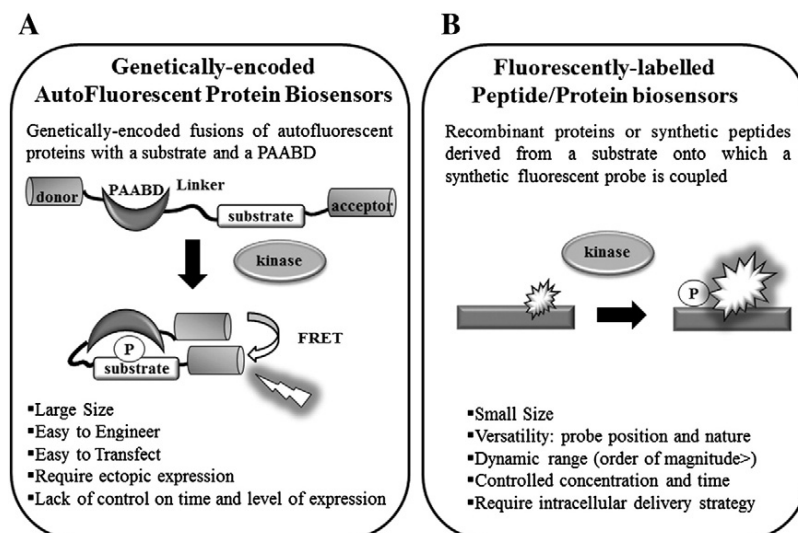 A
Genetically-encoded
AutoFluorescent Protein Biosensors
Genetically-encoded fusions of autofluorescent
proteins with a substrate and a PAABD
donor
PAABD
Linker
substrate
acceptor
kinase
P
substrate
FRET
▪Large Size
▪Easy to Engineer
▪Easy to Transfect
▪Require ectopic expression
▪Lack of control on time and level of expression
B
Fluorescently-labelled
Peptide/Protein biosensors
Recombinant proteins or synthetic peptides
derived from a substrate onto which a
synthetic fluorescent probe is coupled
kinase
P
▪Small Size
▪Versatility: probe position and nature
▪Dynamic range (order of magnitude>)
▪Controlled concentration and time
▪Require intracellular delivery strategy